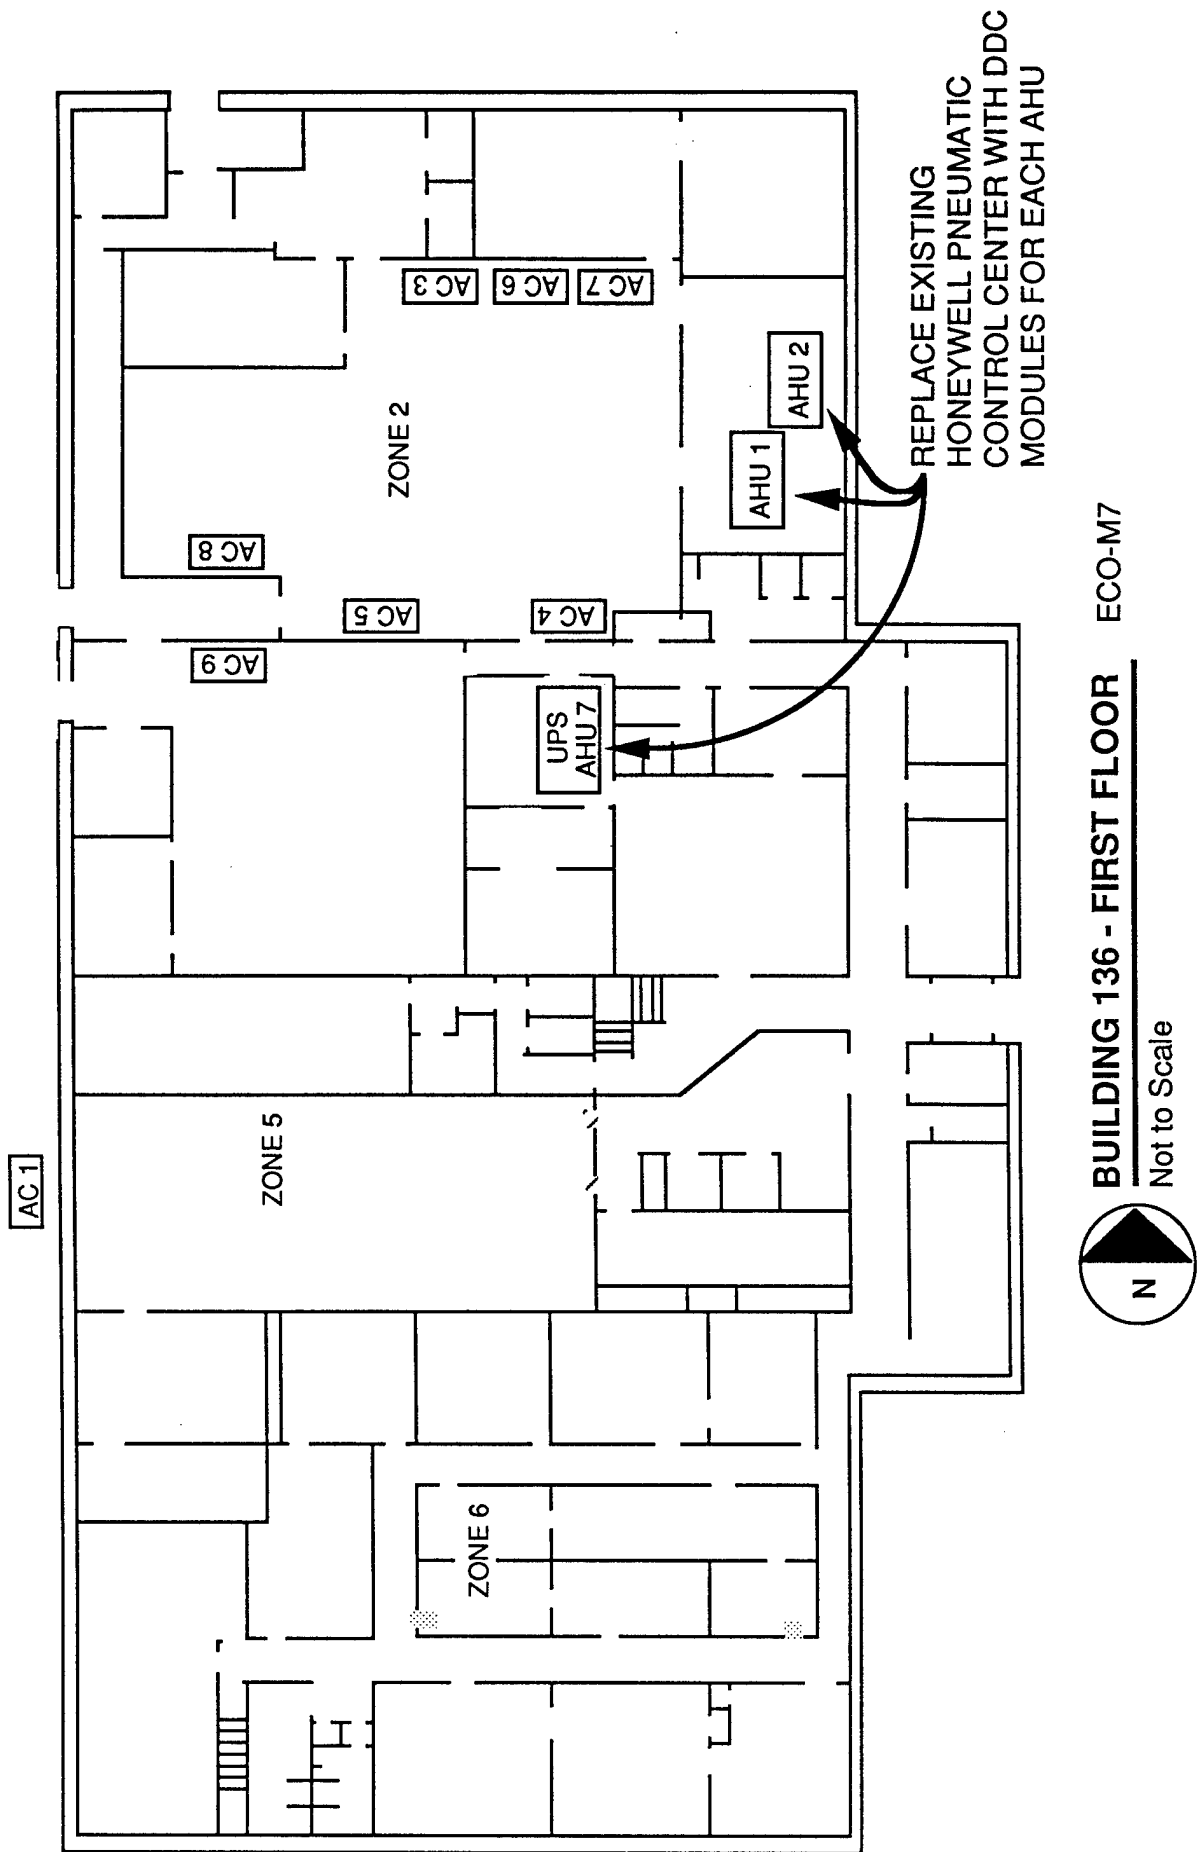 AC 1
ZONE 5
ZONE 6
AC 9
AC 8
AC 5
AC 4
UPS
AHU 7
ZONE 2
AC 3
AC 6
AC 7
AHU 1
AHU 2
REPLACE EXISTING
HONEYWELL PNEUMATIC
CONTROL CENTER WITH DDC
MODULES FOR EACH AHU
N
BUILDING 136 - FIRST FLOOR ECO-M7
Not to Scale